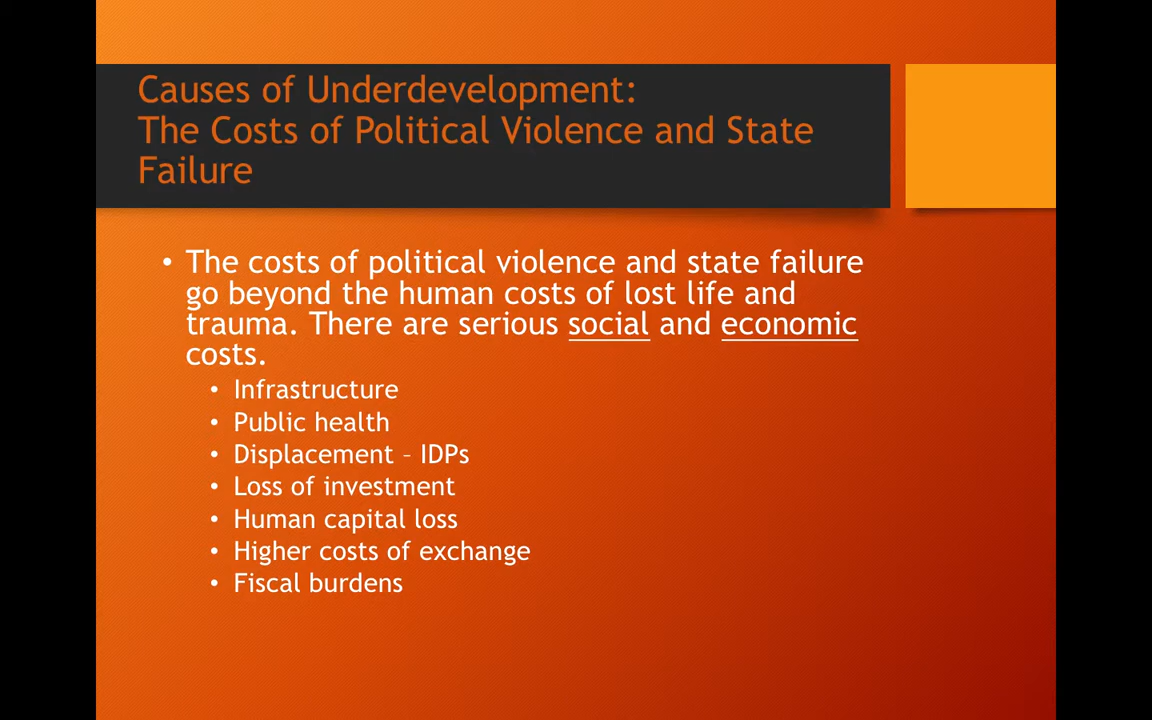 Causes of Underdevelopment:
The Costs of Political Violence and State
Failure
• The costs of political violence and state failure
go beyond the human costs of lost life and
trauma. There are serious social and economic
costs.
• Infrastructure
• Public health
• Displacement – IDPs
• Loss of investment
• Human capital loss
• Higher costs of exchange
• Fiscal burdens